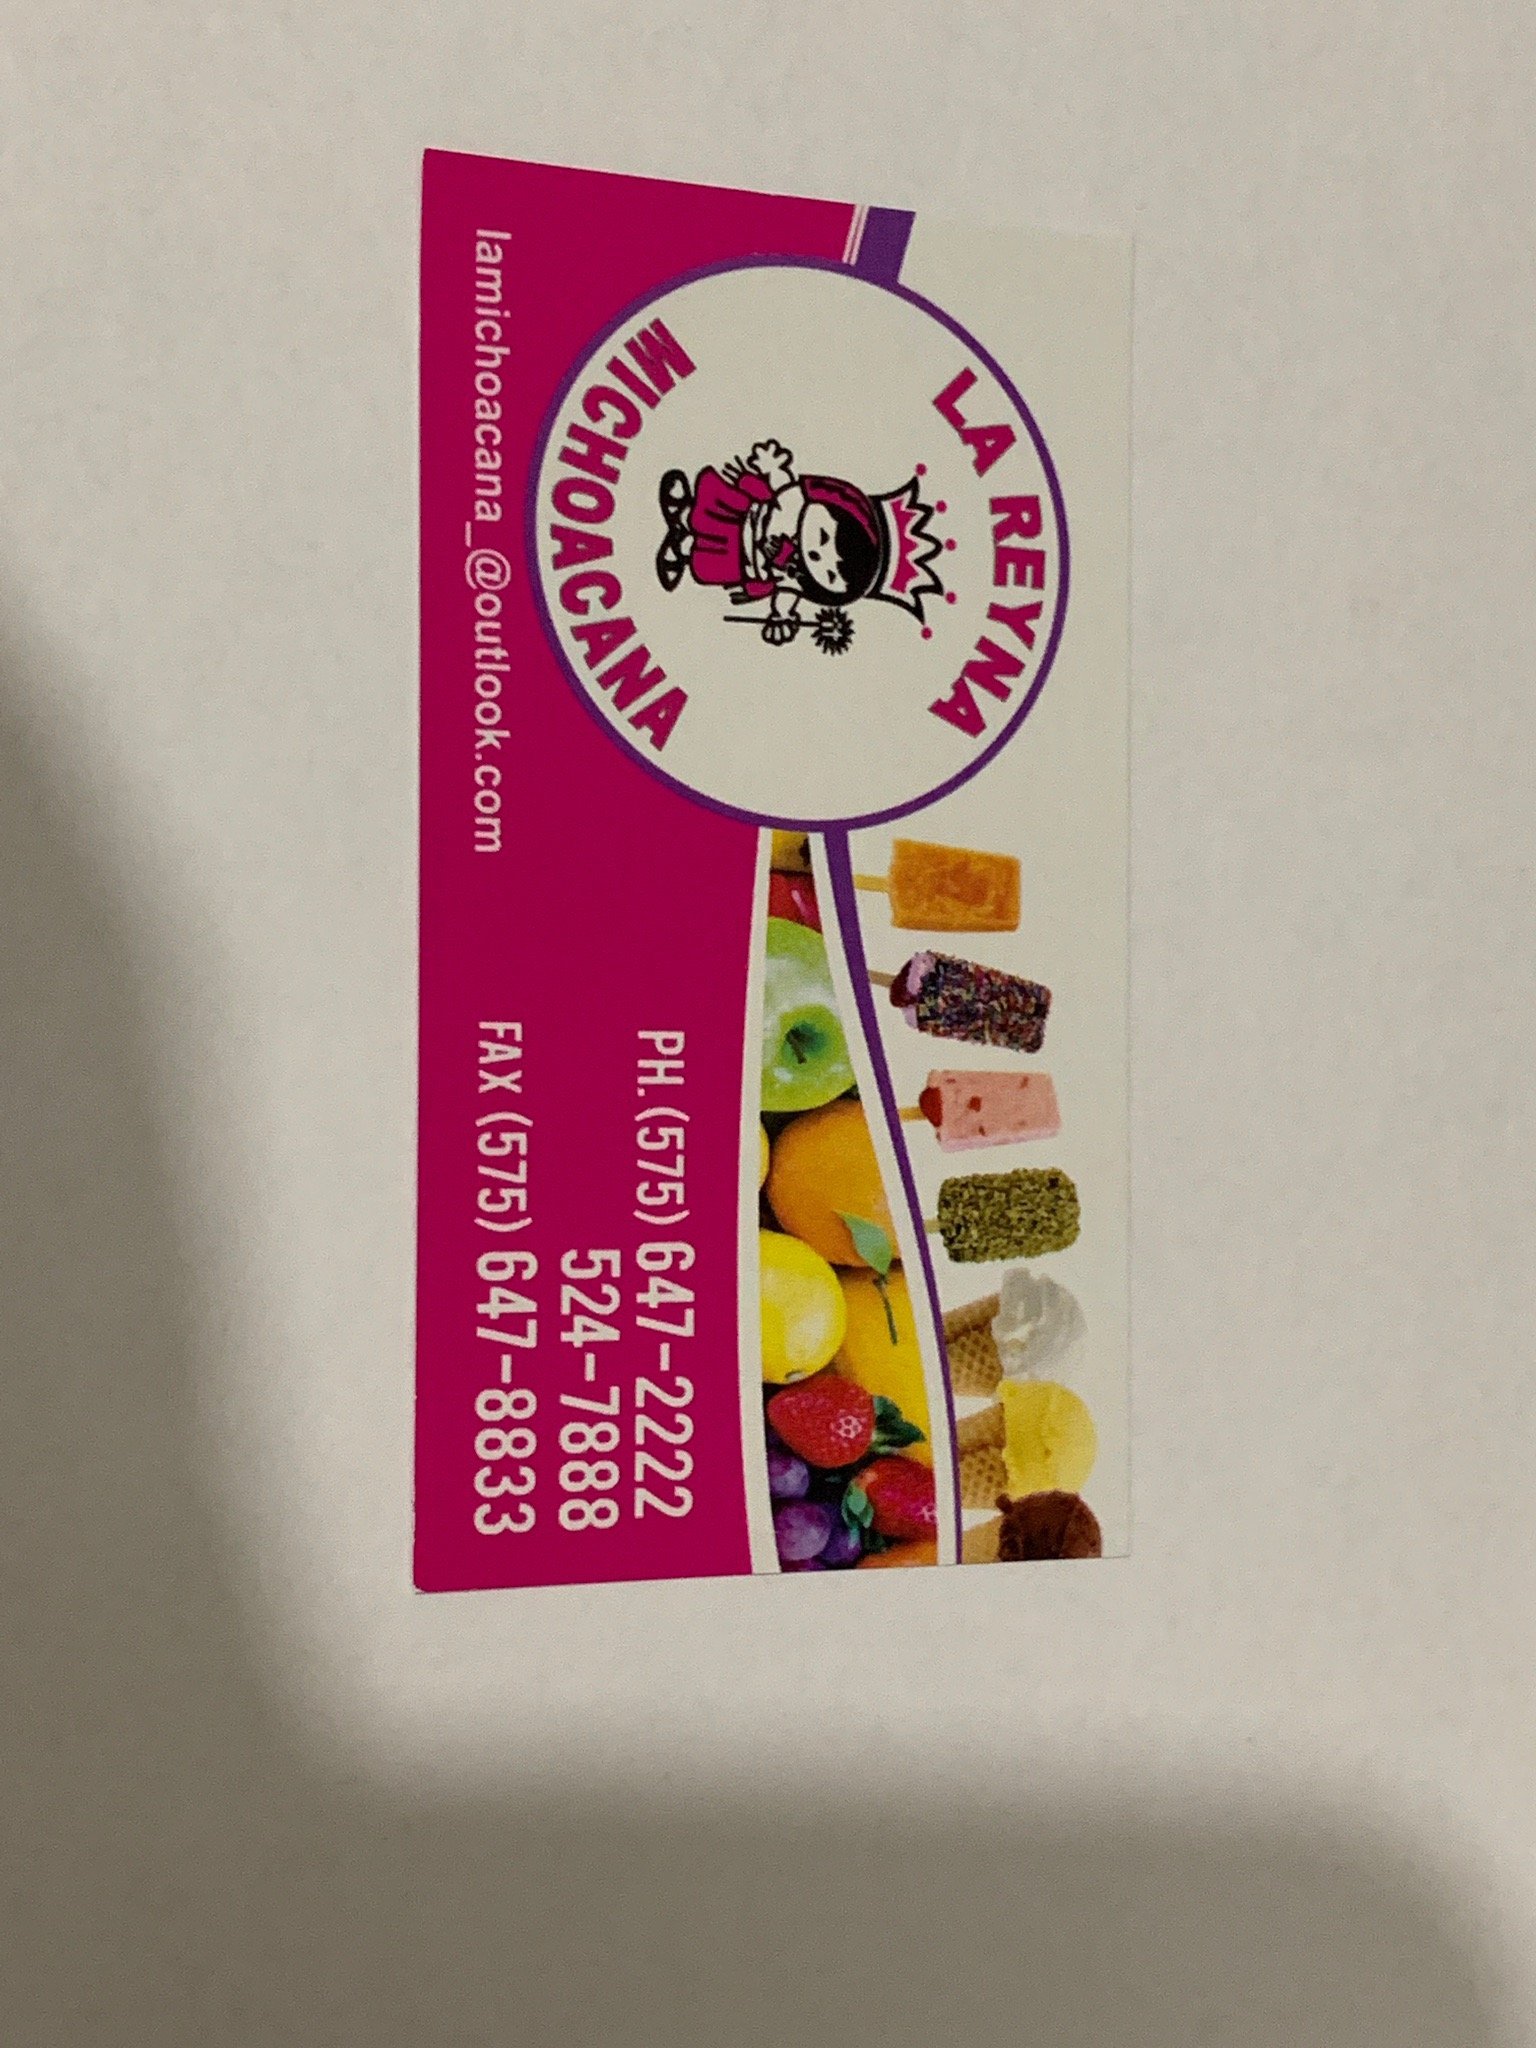 LA REYNA
MICHOACANA
PH. (575) 647-2222
524-7888
FAX (575) 647-8833
lamichoacana_@outlook.com